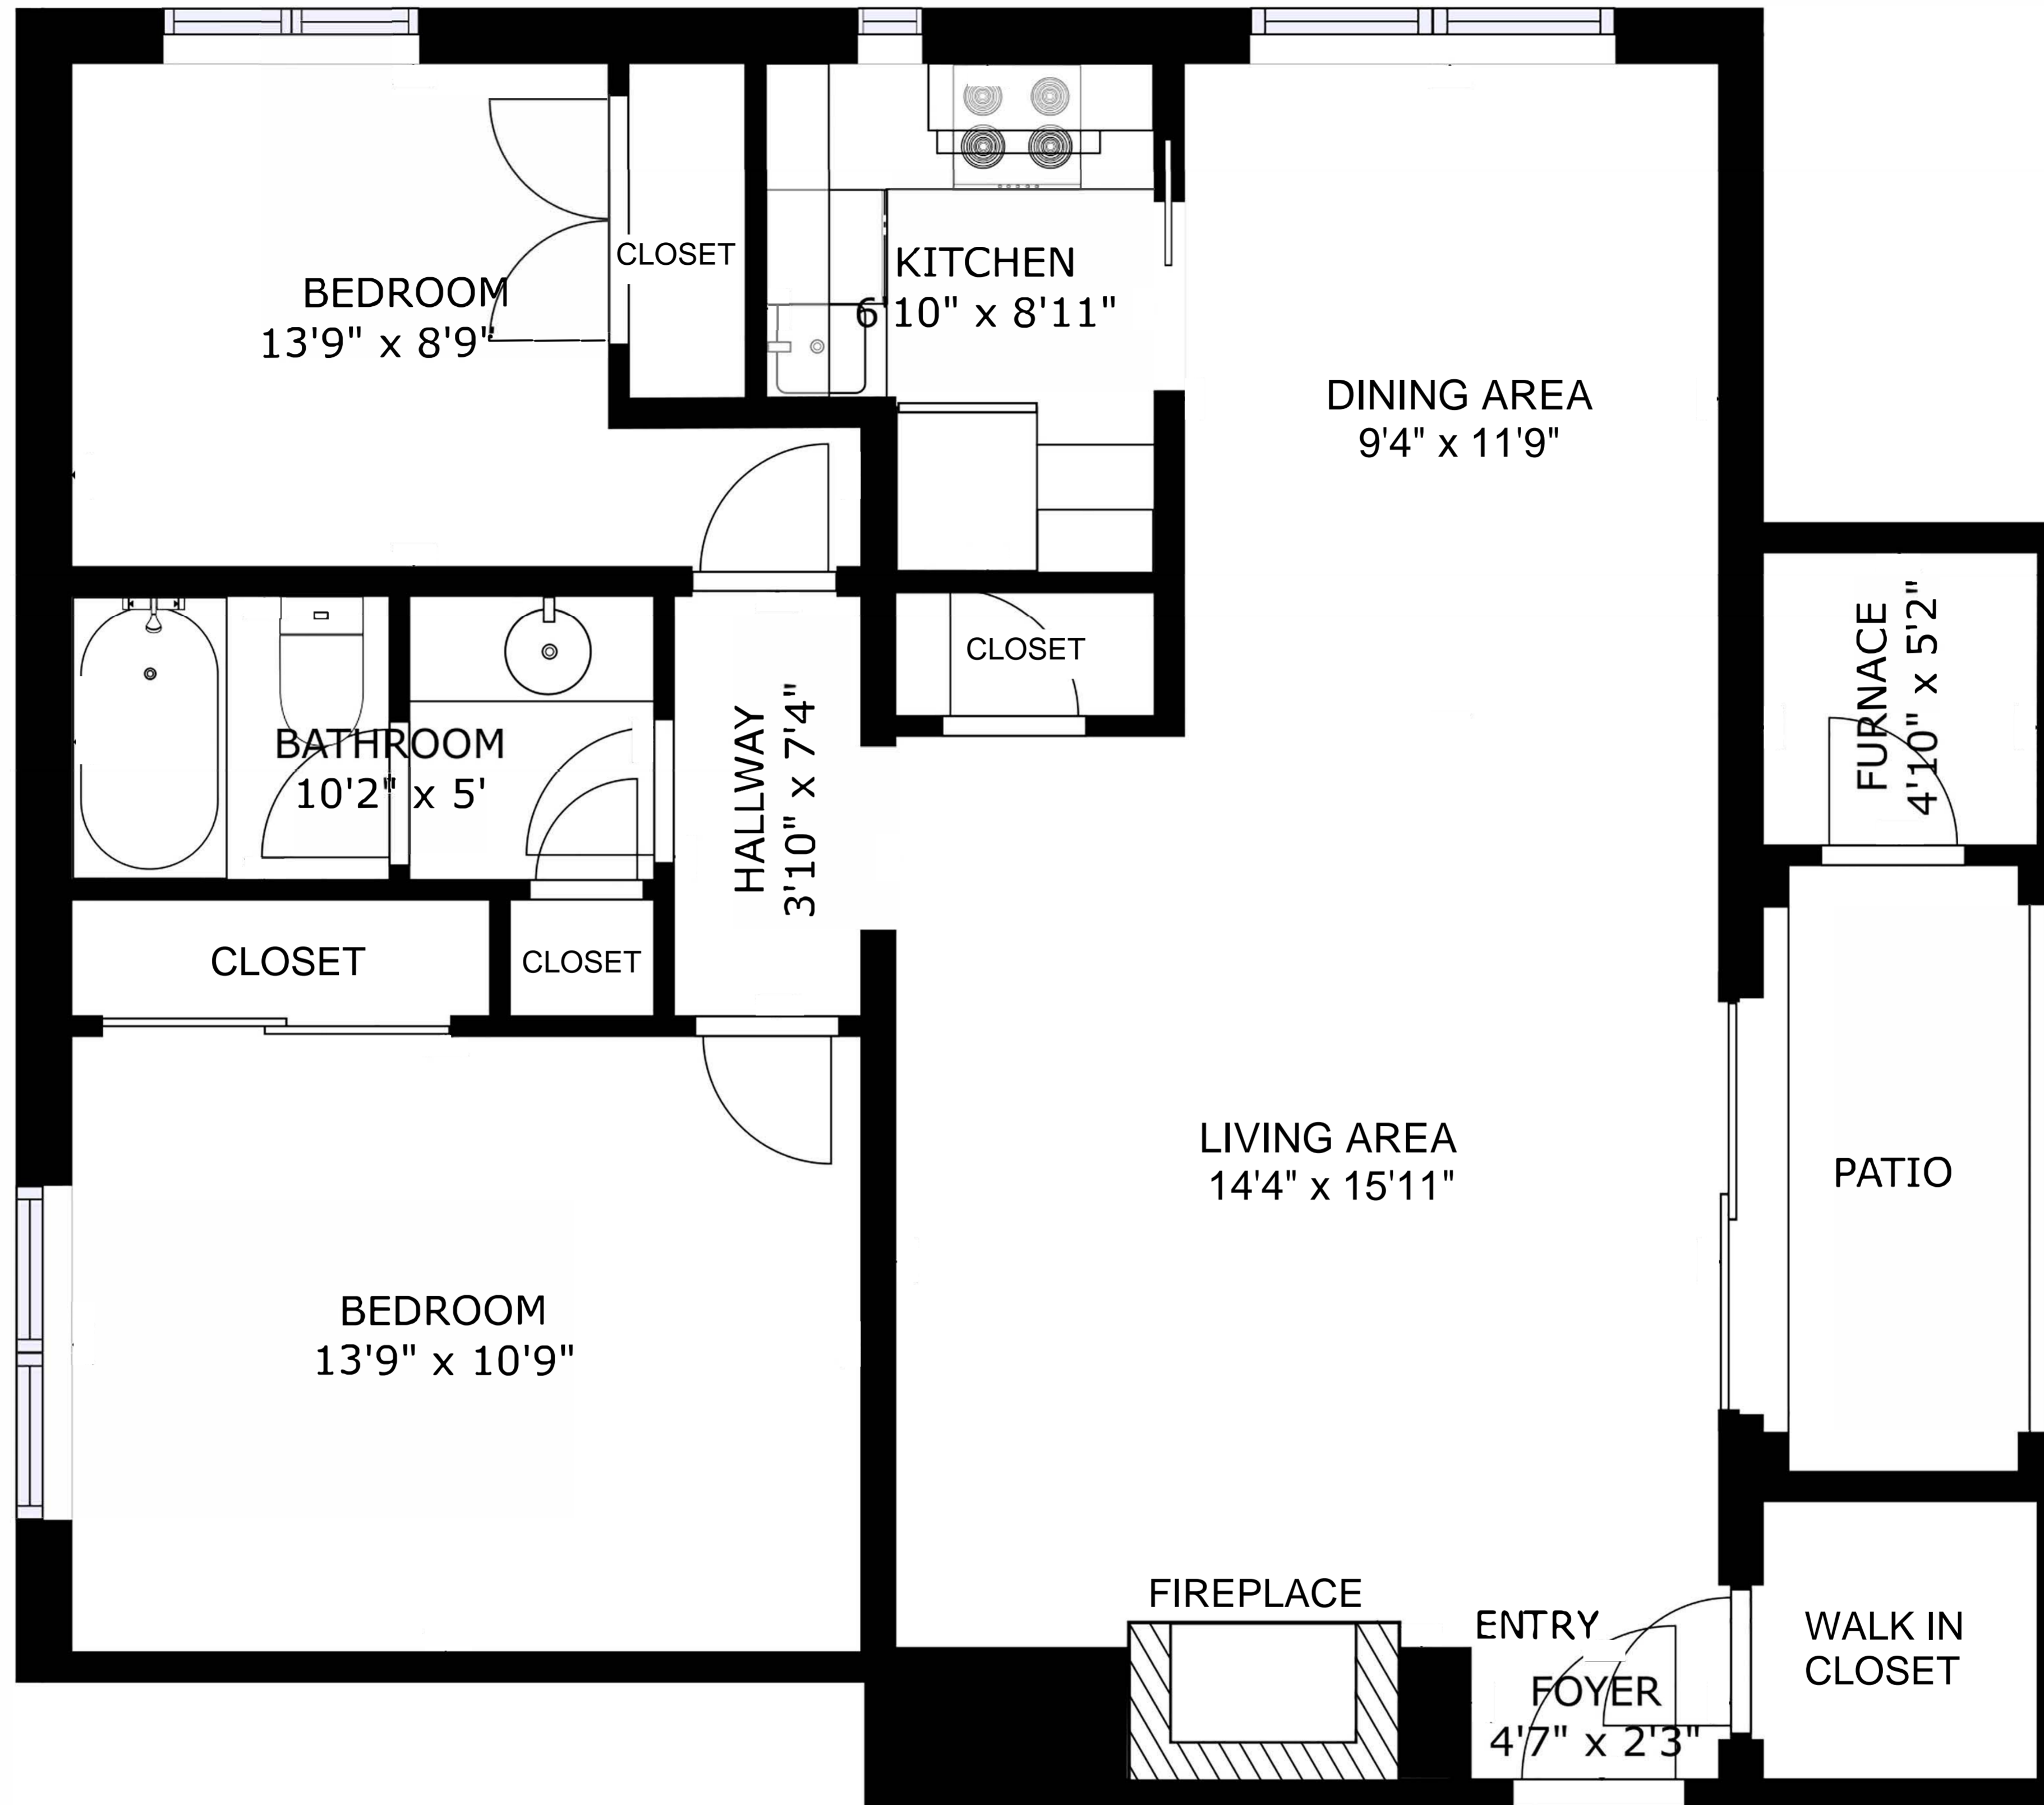 BEDROOM
13'9" x 8'9"
CLOSET
KITCHEN
6'10" x 8'11"
DINING AREA
9'4" x 11'9"
FURNACE
4'10" x 5'2"
CLOSET
BATHROOM
10'2" x 5'
HALLWAY
3'10" x 7'4"
CLOSET
CLOSET
LIVING AREA
14'4" x 15'11"
PATIO
BEDROOM
13'9" x 10'9"
FIREPLACE
ENTRY
FOYER
4'7" x 2'3"
WALK IN
CLOSET